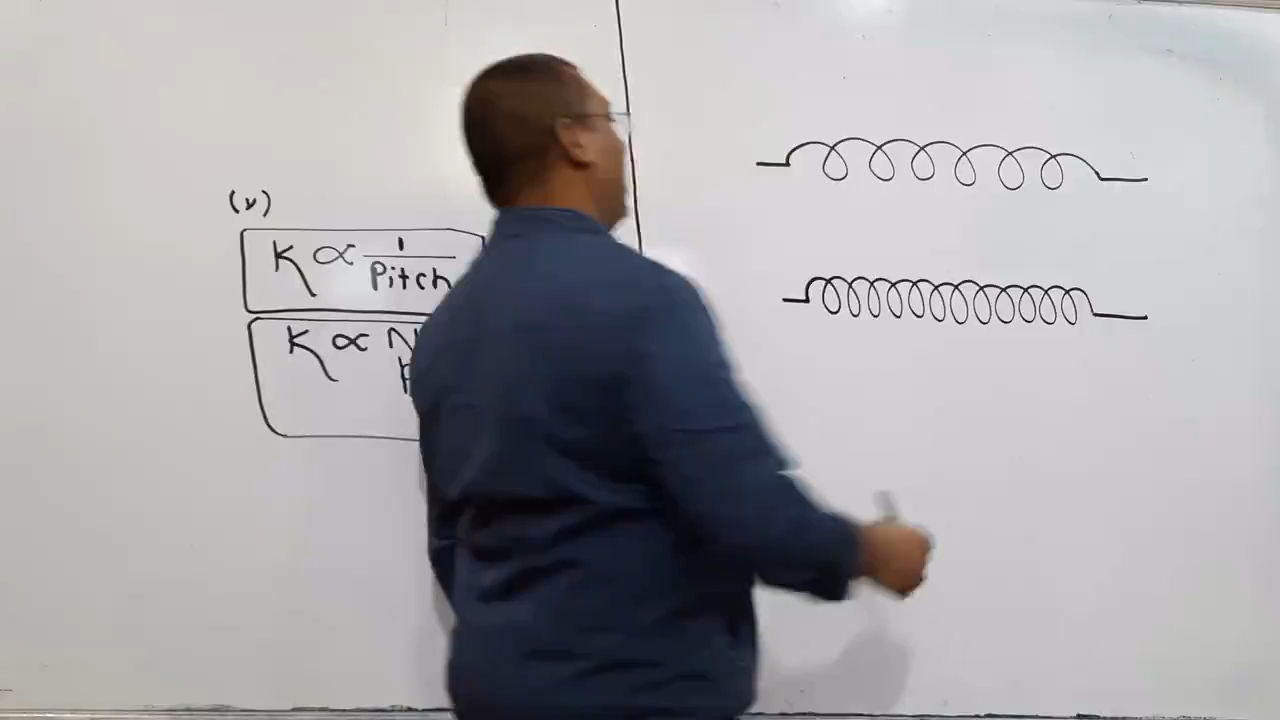 (v)
K ∝ 1/Pitch
K ∝ N